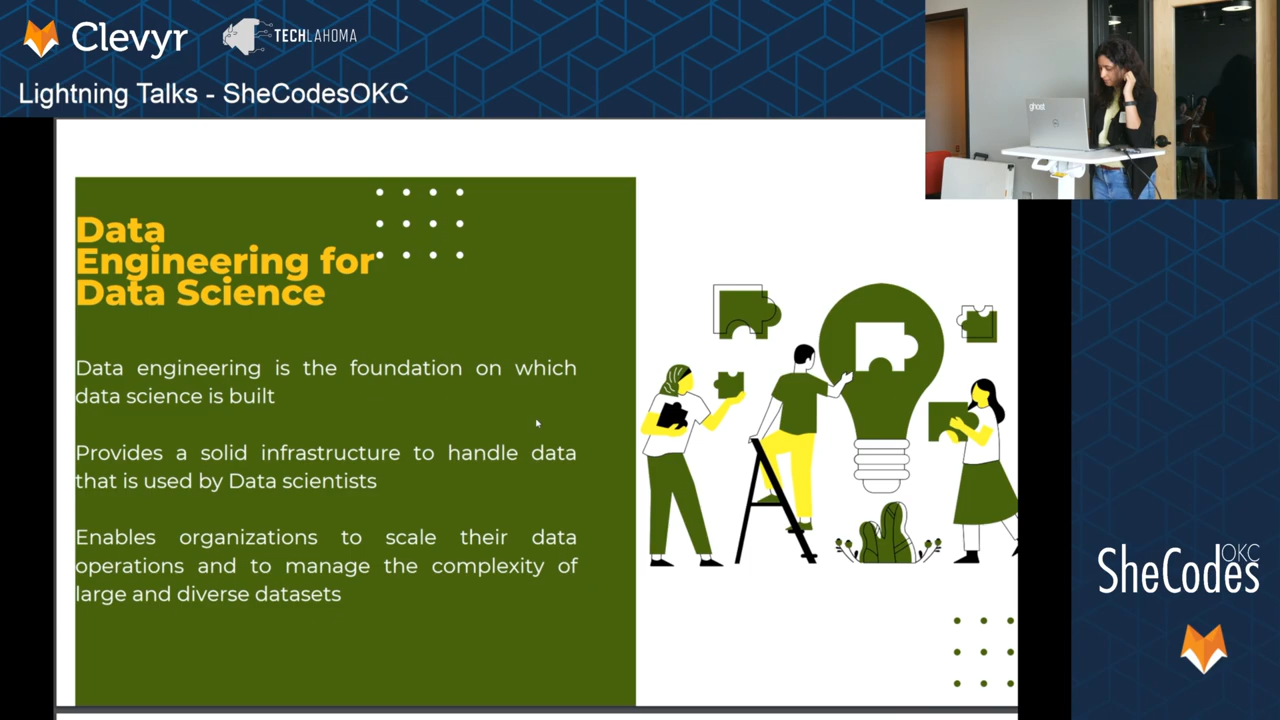 Clevyr
TECHLAHOMA
Lightning Talks - SheCodesOKC
ghost
Data
Engineering for
Data Science
Data engineering is the foundation on which
data science is built
Provides a solid infrastructure to handle data
that is used by Data scientists
Enables organizations to scale their data
operations and to manage the complexity of
large and diverse datasets
SheCodes
OKC